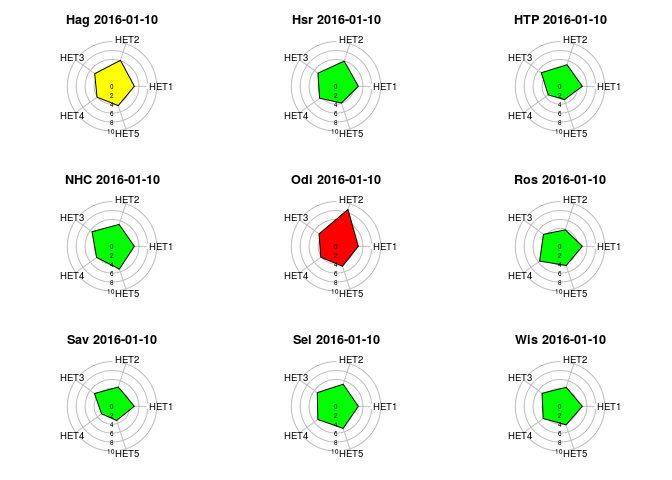 Hag 2016-01-10
HET2
HET3
HET1
0
2
4
6
8
10
HET4
HET5
Hsr 2016-01-10
HET2
HET3
HET1
0
2
4
6
8
10
HET4
HET5
HTP 2016-01-10
HET2
HET3
HET1
0
2
4
6
8
10
HET4
HET5
NHC 2016-01-10
HET2
HET3
HET1
0
2
4
6
8
10
HET4
HET5
Odi 2016-01-10
HET2
HET3
HET1
0
2
4
6
8
10
HET4
HET5
Ros 2016-01-10
HET2
HET3
HET1
0
2
4
6
8
10
HET4
HET5
Sav 2016-01-10
HET2
HET3
HET1
0
2
4
6
8
10
HET4
HET5
Sel 2016-01-10
HET2
HET3
HET1
0
2
4
6
8
10
HET4
HET5
Wis 2016-01-10
HET2
HET3
HET1
0
2
4
6
8
10
HET4
HET5